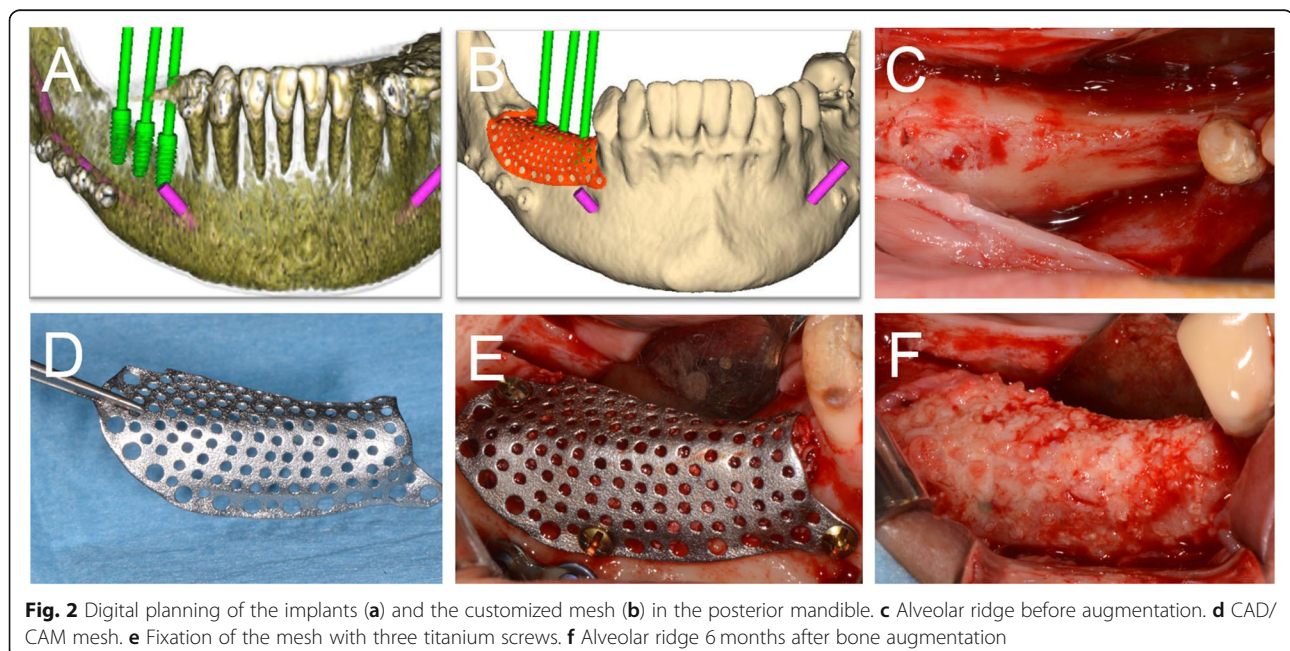 A
B
C
D
E
F
Fig. 2 Digital planning of the implants (a) and the customized mesh (b) in the posterior mandible. c Alveolar ridge before augmentation. d CAD/
CAM mesh. e Fixation of the mesh with three titanium screws. f Alveolar ridge 6 months after bone augmentation